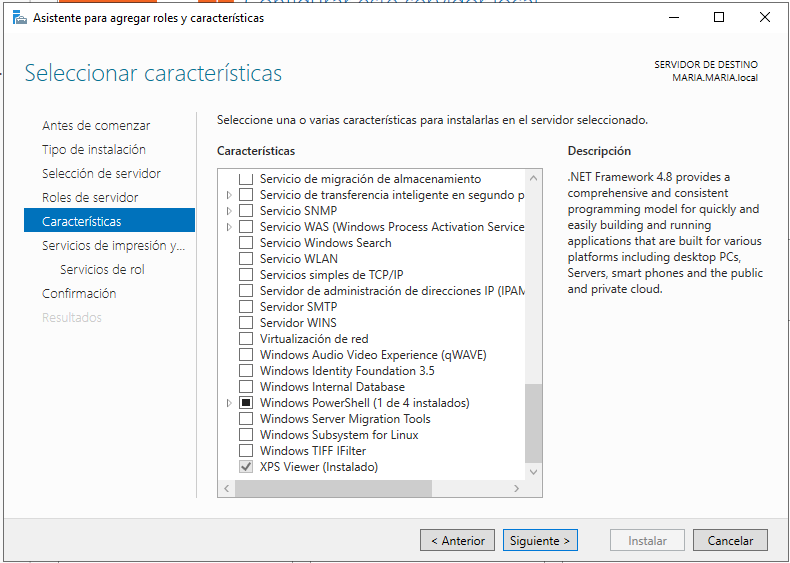 Asistente para agregar roles y características
Seleccionar características
SERVIDOR DE DESTINO
MARIA.MARIA.local
Antes de comenzar
Tipo de instalación
Selección de servidor
Roles de servidor
Características
Servicios de impresión y...
Servicios de rol
Confirmación
Resultados
Seleccione una o varias características para instalarlas en el servidor seleccionado.
Características
Servicio de migración de almacenamiento
Servicio de transferencia inteligente en segundo p
Servicio SNMP
Servicio WAS (Windows Process Activation Service
Servicio Windows Search
Servicio WLAN
Servicios simples de TCP/IP
Servidor de administración de direcciones IP (IPAM
Servidor SMTP
Servidor WINS
Virtualización de red
Windows Audio Video Experience (qWAVE)
Windows Identity Foundation 3.5
Windows Internal Database
Windows PowerShell (1 de 4 instalados)
Windows Server Migration Tools
Windows Subsystem for Linux
Windows TIFF IFilter
XPS Viewer (Instalado)
Descripción
.NET Framework 4.8 provides a
comprehensive and consistent
programming model for quickly and
easily building and running
applications that are built for various
platforms including desktop PCs,
Servers, smart phones and the public
and private cloud.
< Anterior
Siguiente >
Instalar
Cancelar